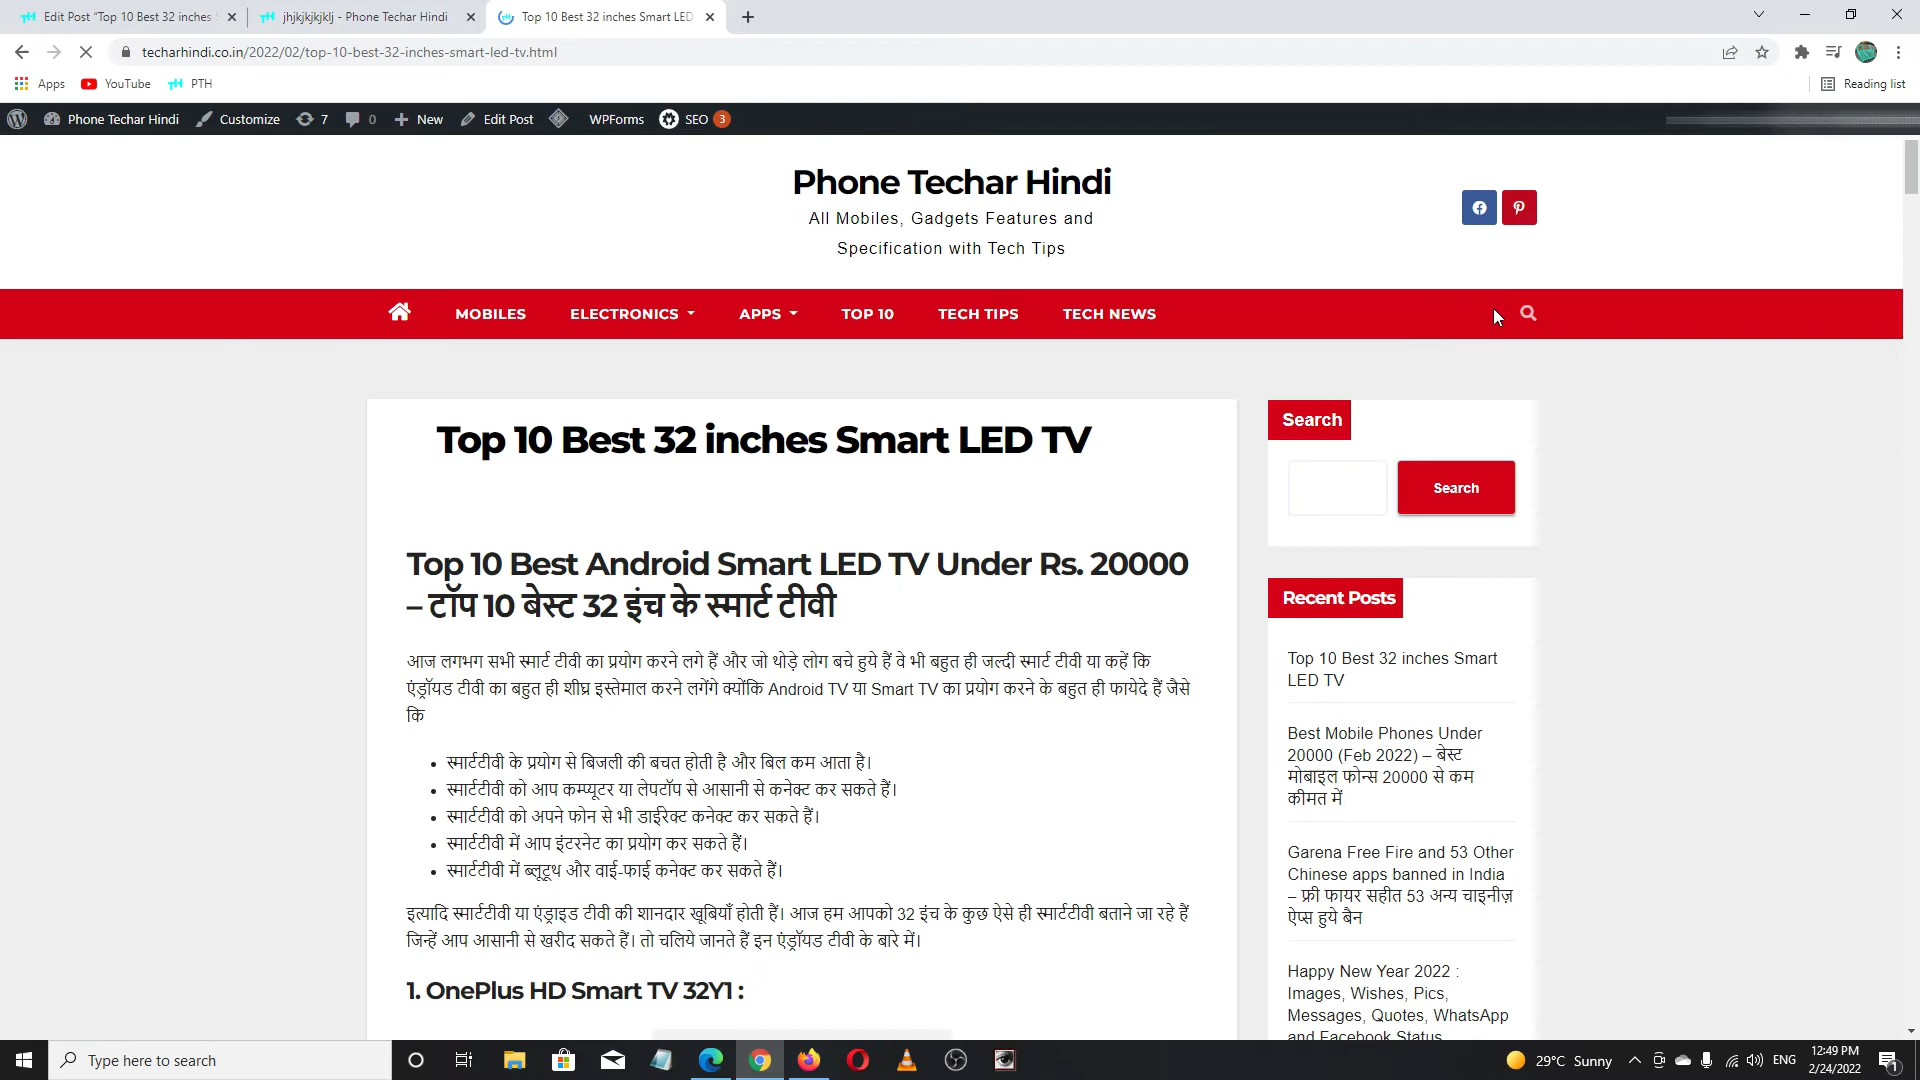 Edit Post "Top 10 Best 32 inches S
jhjkjkjkjklj - Phone Techar Hindi
Top 10 Best 32 inches Smart LED
techarhindi.co.in/2022/02/top-10-best-32-inches-smart-led-tv.html
Apps
YouTube
PTH
Reading list
Phone Techar Hindi
Customize
7
0
New
Edit Post
WPForms
SEO 3
Phone Techar Hindi
All Mobiles, Gadgets Features and
Specification with Tech Tips
MOBILES
ELECTRONICS
APPS
TOP 10
TECH TIPS
TECH NEWS
Top 10 Best 32 inches Smart LED TV
Top 10 Best Android Smart LED TV Under Rs. 20000
– टॉप 10 बेस्ट 32 इंच के स्मार्ट टीवी
आज लगभग सभी स्मार्ट टीवी का प्रयोग करने लगे हैं और जो थोड़े लोग बचे हुये हैं वे भी बहुत ही जल्दी स्मार्ट टीवी या कहें कि
एंड्रॉयड टीवी का बहुत ही शीघ्र इस्तेमाल करने लगेंगे क्योंकि Android TV या Smart TV का प्रयोग करने के बहुत ही फायेदे हैं जैसे
कि
• स्मार्टटीवी के प्रयोग से बिजली की बचत होती है और बिल कम आता है।
• स्मार्टटीवी को आप कम्प्यूटर या लेपटॉप से आसानी से कनेक्ट कर सकते हैं।
• स्मार्टटीवी को अपने फोन से भी डाईरेक्ट कनेक्ट कर सकते हैं।
• स्मार्टटीवी में आप इंटरनेट का प्रयोग कर सकते हैं।
• स्मार्टटीवी में ब्लूटूथ और वाई-फाई कनेक्ट कर सकते हैं।
इत्यादि स्मार्टटीवी या एंड्राइड टीवी की शानदार खूबियाँ होती हैं। आज हम आपको 32 इंच के कुछ ऐसे ही स्मार्टटीवी बताने जा रहे हैं
जिन्हें आप आसानी से खरीद सकते हैं। तो चलिये जानते हैं इन एंड्रॉयड टीवी के बारे में।
1. OnePlus HD Smart TV 32Y1 :
Search
Search
Recent Posts
Top 10 Best 32 inches Smart
LED TV
Best Mobile Phones Under
20000 (Feb 2022) – बेस्ट
मोबाइल फोन्स 20000 से कम
कीमत में
Garena Free Fire and 53 Other
Chinese apps banned in India
– फ्री फायर सहीत 53 अन्य चाइनीज़
ऐप्स हुये बैन
Happy New Year 2022 :
Images, Wishes, Pics,
Messages, Quotes, WhatsApp
and Facebook Status
Type here to search
29°C Sunny
ENG
12:49 PM
2/24/2022
1